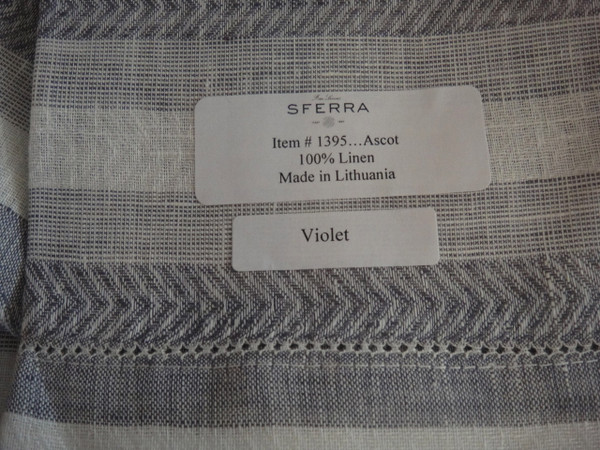 SFERRA
Item # 1395...Ascot
100% Linen
Made in Lithuania
Violet